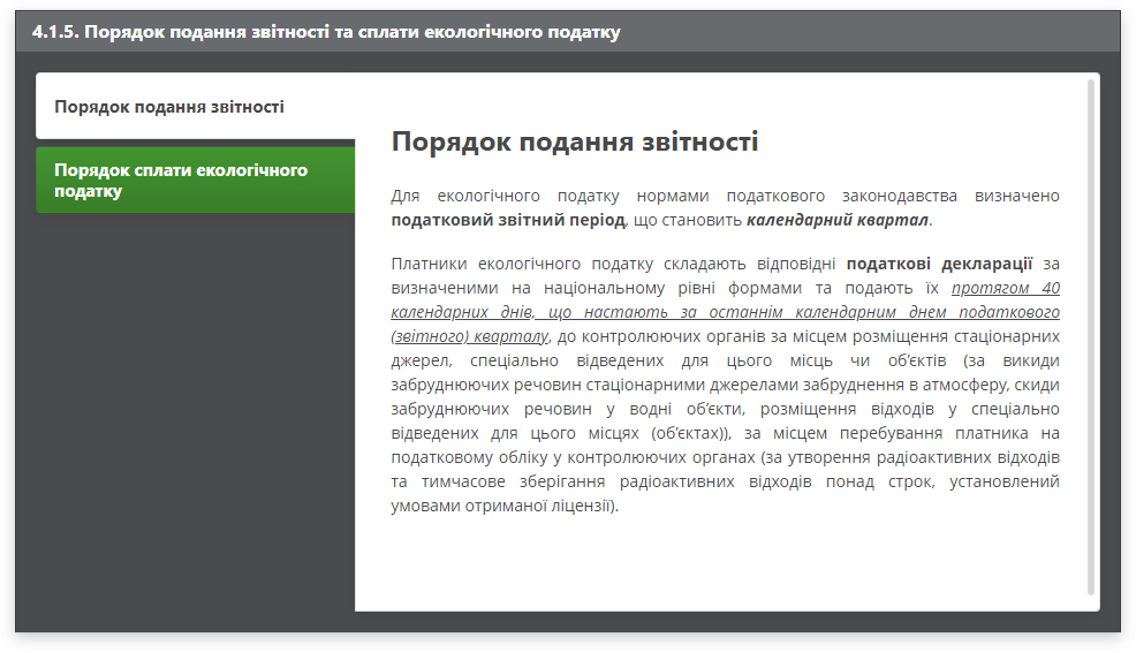 4.1.5. Порядок подання звітності та сплати екологічного податку
Порядок подання звітності
Порядок сплати екологічного
податку
Порядок подання звітності
Для екологічного податку нормами податкового законодавства визначено
податковий звітний період, що становить календарний квартал.
Платники екологічного податку складають відповідні податкові декларації за
визначеними на національному рівні формами та подають їх протягом 40
календарних днів, що настають за останнім календарним днем податкового
(звітного) кварталу, до контролюючих органів за місцем розміщення стаціонарних
джерел, спеціально відведених для цього місць чи об’єктів (за викиди
забруднюючих речовин стаціонарними джерелами забруднення в атмосферу, скиди
забруднюючих речовин у водні об’єкти, розміщення відходів у спеціально
відведених для цього місцях (об’єктах)), за місцем перебування платника на
податковому обліку у контролюючих органах (за утворення радіоактивних відходів
та тимчасове зберігання радіоактивних відходів понад строк, установлений
умовами отриманої ліцензії).